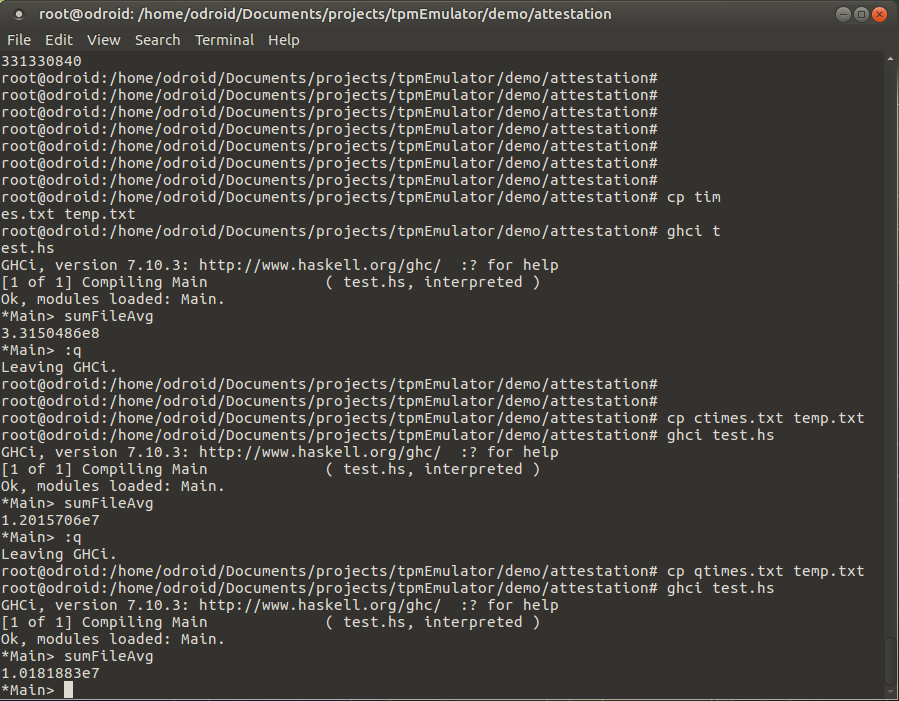 root@odroid: /home/odroid/Documents/projects/tpmEmulator/demo/attestation
File Edit View Search Terminal Help
331330840
root@odroid:/home/odroid/Documents/projects/tpmEmulator/demo/attestation#
root@odroid:/home/odroid/Documents/projects/tpmEmulator/demo/attestation#
root@odroid:/home/odroid/Documents/projects/tpmEmulator/demo/attestation#
root@odroid:/home/odroid/Documents/projects/tpmEmulator/demo/attestation#
root@odroid:/home/odroid/Documents/projects/tpmEmulator/demo/attestation#
root@odroid:/home/odroid/Documents/projects/tpmEmulator/demo/attestation#
root@odroid:/home/odroid/Documents/projects/tpmEmulator/demo/attestation#
root@odroid:/home/odroid/Documents/projects/tpmEmulator/demo/attestation# cp tim
es.txt temp.txt
root@odroid:/home/odroid/Documents/projects/tpmEmulator/demo/attestation# ghci t
est.hs
GHCi, version 7.10.3: http://www.haskell.org/ghc/  :? for help
[1 of 1] Compiling Main             ( test.hs, interpreted )
Ok, modules loaded: Main.
*Main> sumFileAvg
3.3150486e8
*Main> :q
Leaving GHCi.
root@odroid:/home/odroid/Documents/projects/tpmEmulator/demo/attestation#
root@odroid:/home/odroid/Documents/projects/tpmEmulator/demo/attestation#
root@odroid:/home/odroid/Documents/projects/tpmEmulator/demo/attestation# cp ctimes.txt temp.txt
root@odroid:/home/odroid/Documents/projects/tpmEmulator/demo/attestation# ghci test.hs
GHCi, version 7.10.3: http://www.haskell.org/ghc/  :? for help
[1 of 1] Compiling Main             ( test.hs, interpreted )
Ok, modules loaded: Main.
*Main> sumFileAvg
1.2015706e7
*Main> :q
Leaving GHCi.
root@odroid:/home/odroid/Documents/projects/tpmEmulator/demo/attestation# cp qtimes.txt temp.txt
root@odroid:/home/odroid/Documents/projects/tpmEmulator/demo/attestation# ghci test.hs
GHCi, version 7.10.3: http://www.haskell.org/ghc/  :? for help
[1 of 1] Compiling Main             ( test.hs, interpreted )
Ok, modules loaded: Main.
*Main> sumFileAvg
1.0181883e7
*Main>